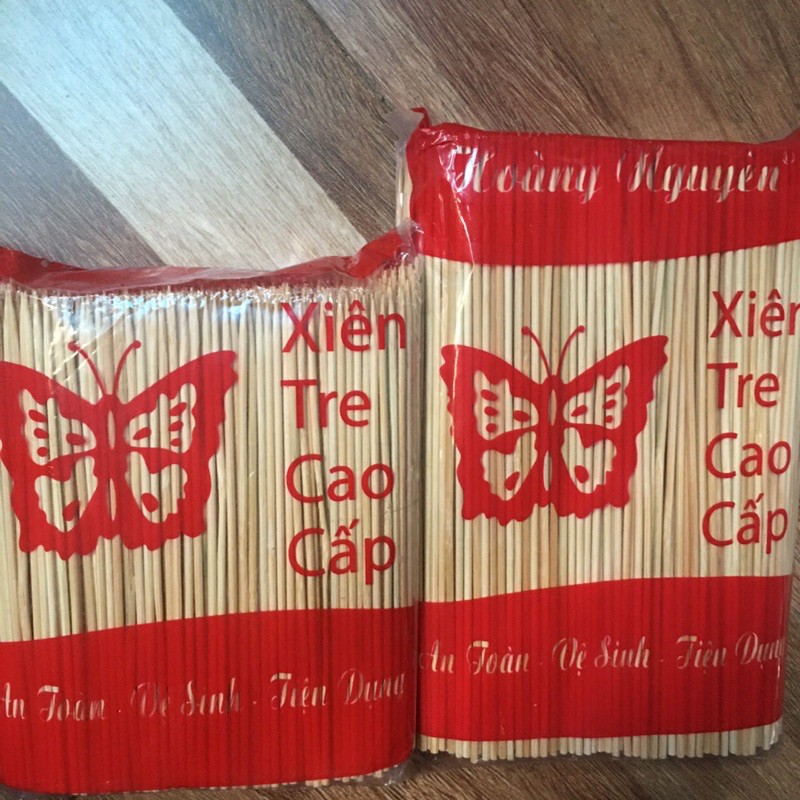 Xiên
Tre
Cao
Cấp
An Toàn - Vệ Sinh - Tiện Dụng
"Hoàng Nguyên"
Xiên
Tre
Cao
Cấp
An Toàn - Vệ Sinh - Tiện Dụng